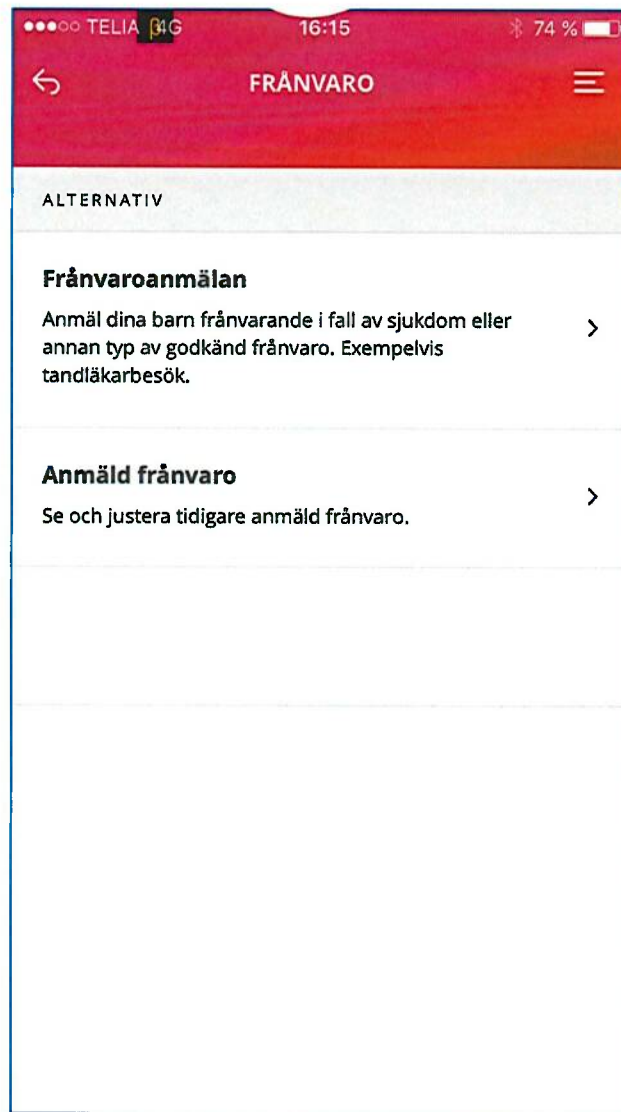 TELIA 4G 16:15 74 %
FRÅNVARO
ALTERNATIV
Frånvaroanmälan
Anmäl dina barn frånvarande i fall av sjukdom eller
annan typ av godkänd frånvaro. Exempelvis
tandläkarbesök.
Anmäld frånvaro
Se och justera tidigare anmäld frånvaro.